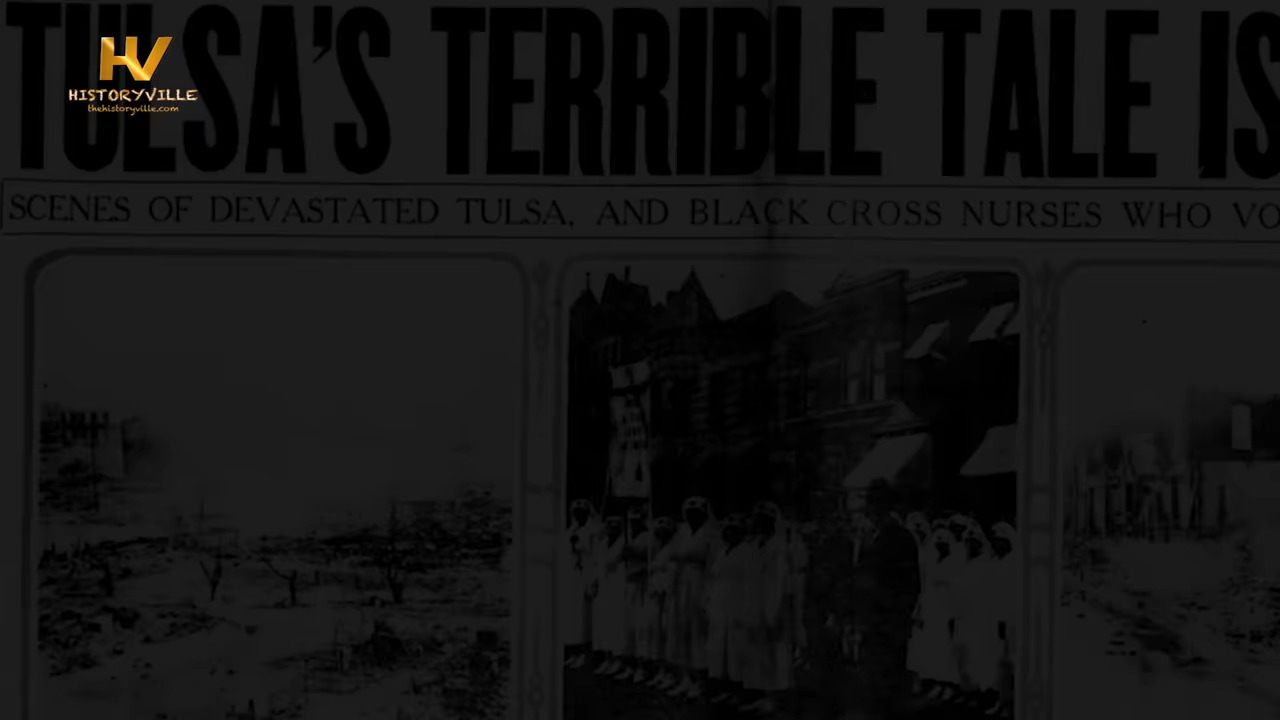 TULSA'S TERRIBLE TALE IS
HV
HISTORYVILLE
thehistoryville.com
SCENES OF DEVASTATED TULSA, AND BLACK CROSS NURSES WHO VO